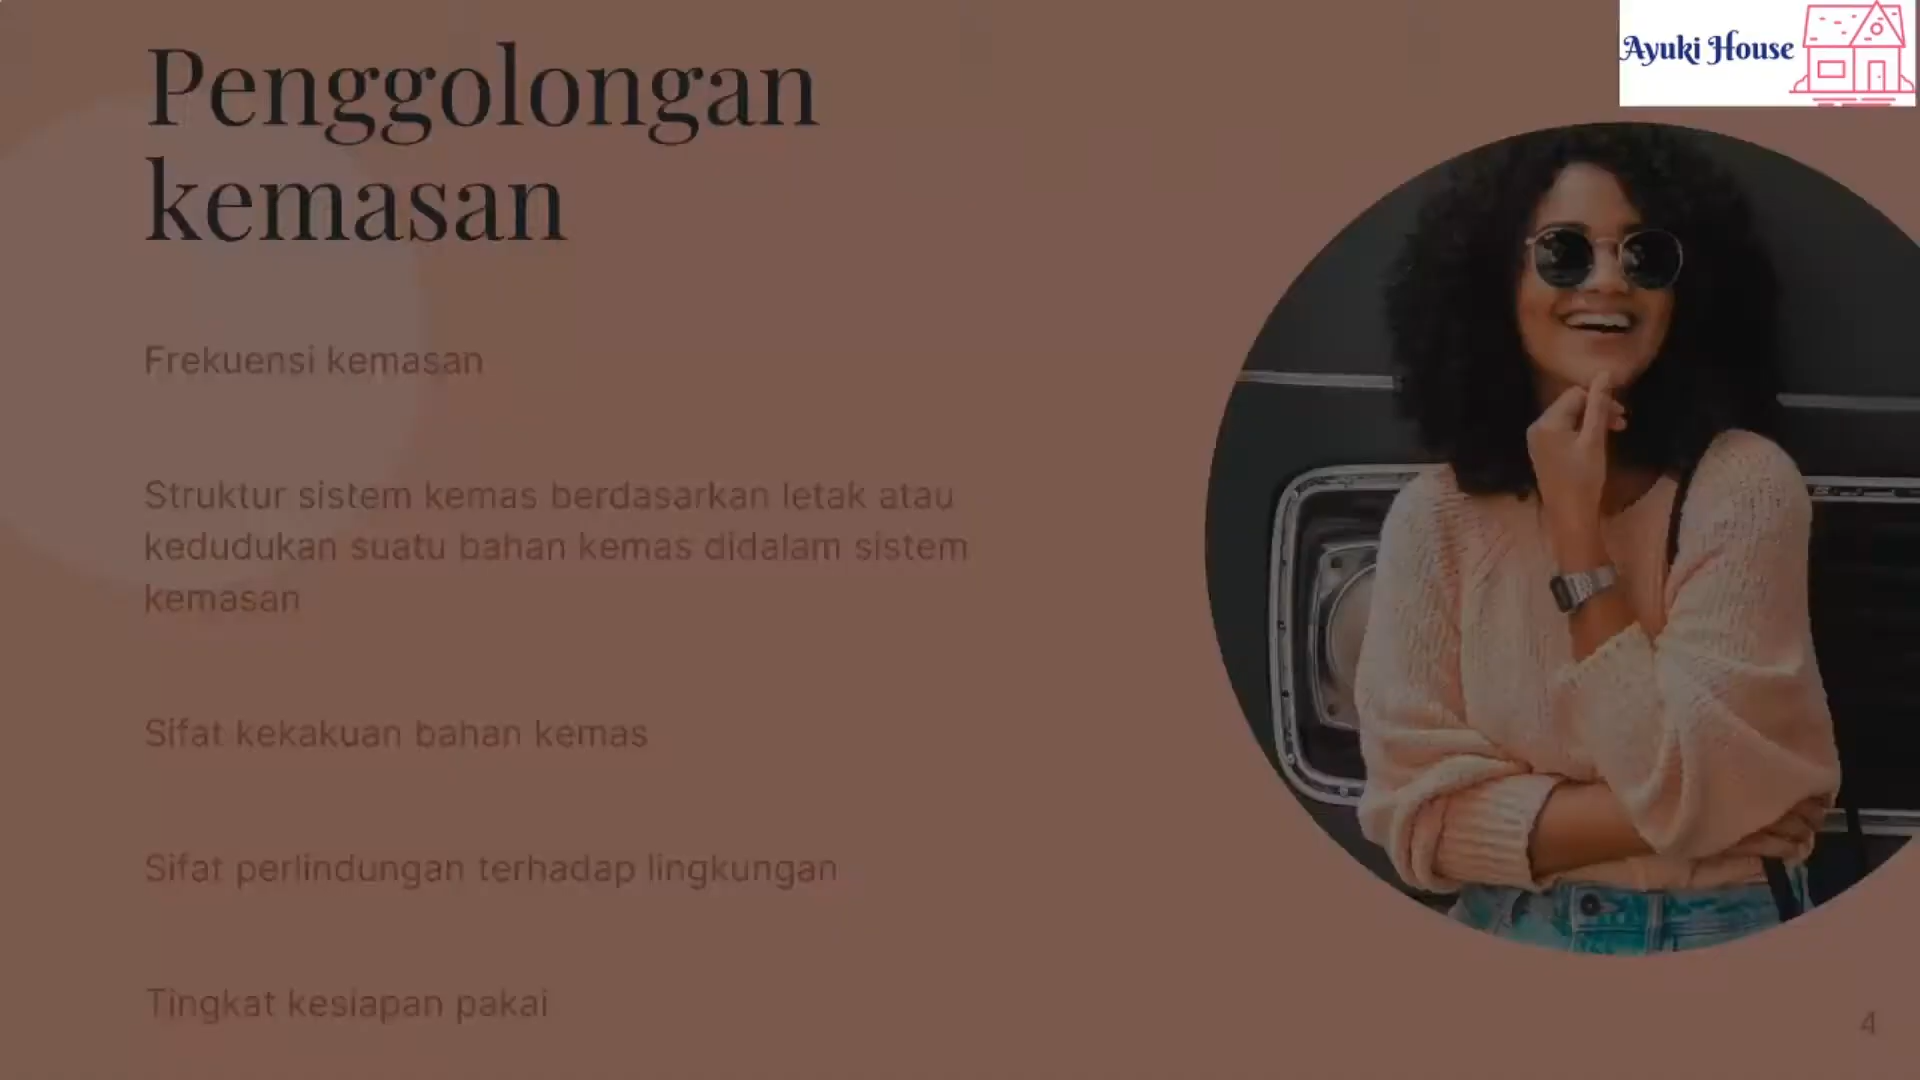 Ayuki House
Penggolongan
kemasan
Frekuensi kemasan
Struktur sistem kemas berdasarkan letak atau
kedudukan suatu bahan kemas didalam sistem
kemasan
Sifat kekakuan bahan kemas
Sifat perlindungan terhadap lingkungan
Tingkat kesiapan pakai
4